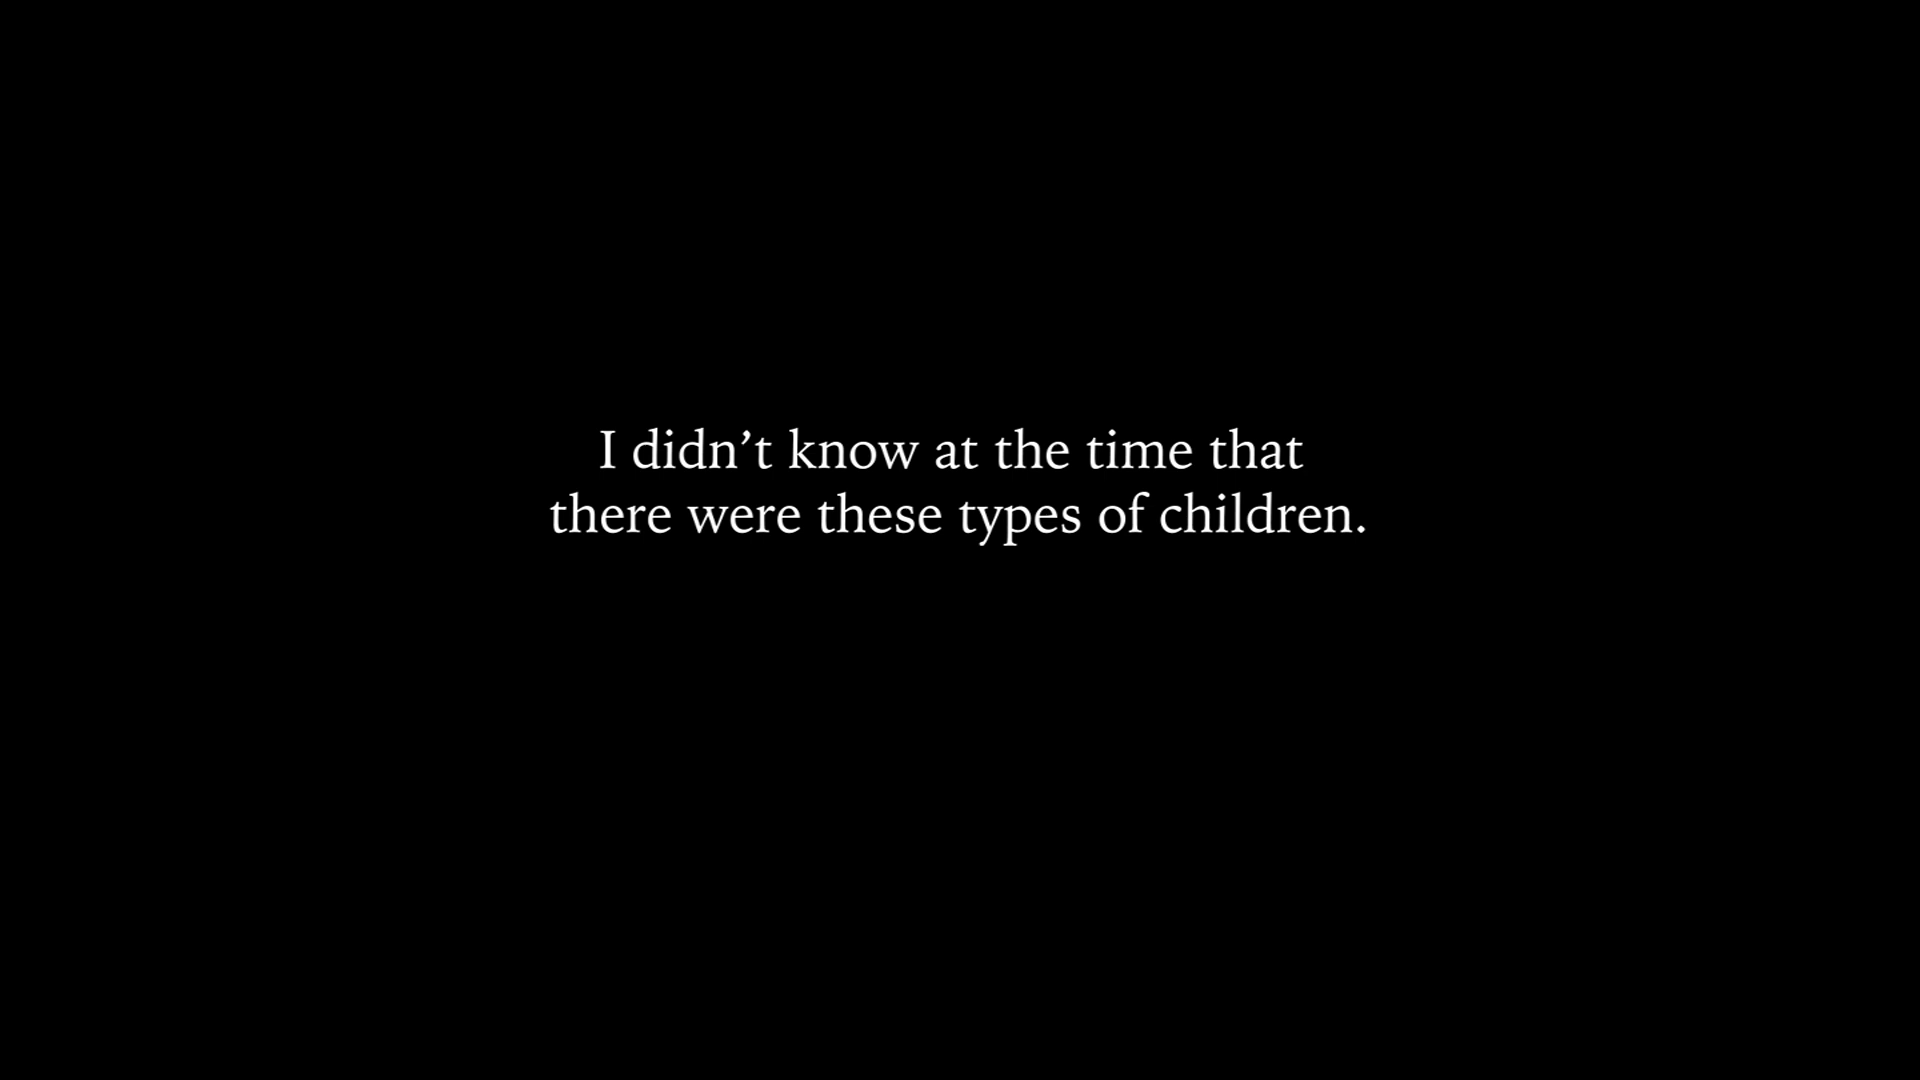 I didn’t know at the time that
there were these types of children.